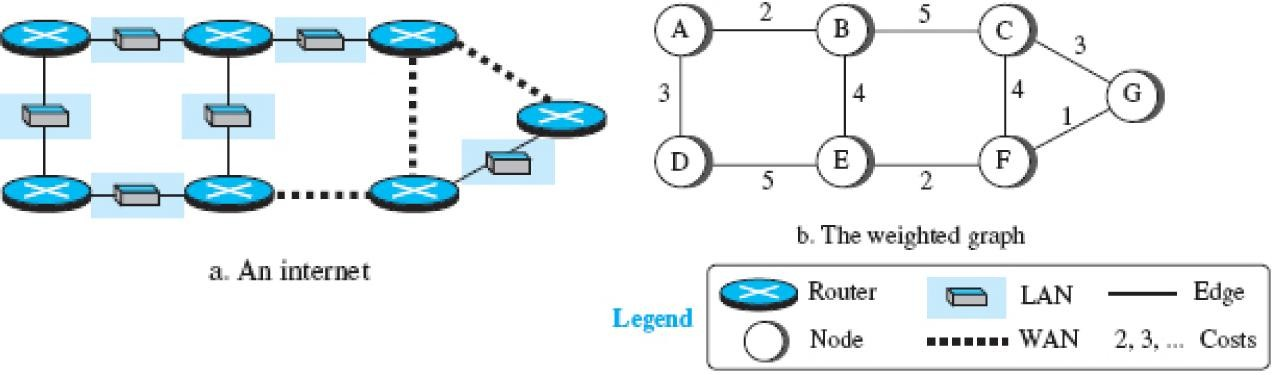 A 2 B 5 C
3
3 4 4 G
1
D 5 E 2 F
b. The weighted graph
a. An internet
Legend
Router LAN Edge
Node WAN 2, 3, ... Costs